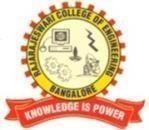 RAJARAJESWARI COLLEGE OF ENGINEERING
BANGALORE
KNOWLEDGE IS POWER